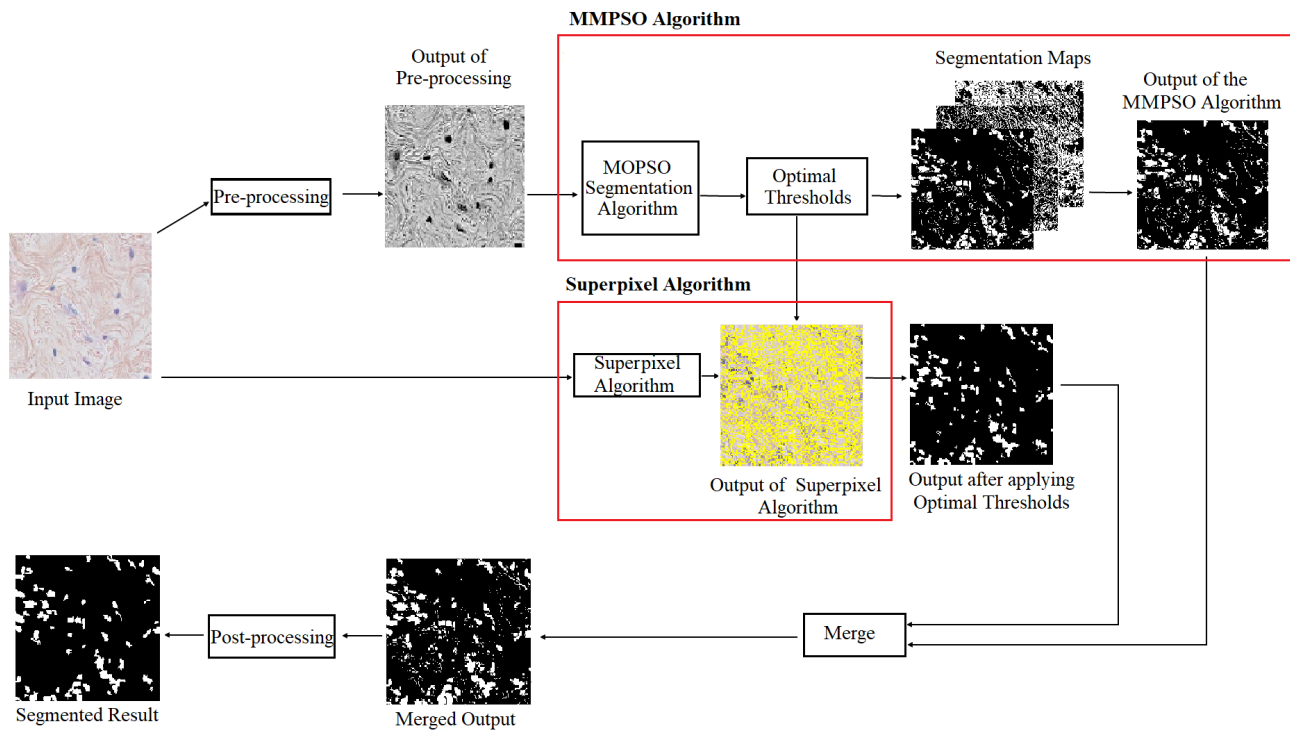 MMPSO Algorithm
Output of
Pre-processing
Segmentation Maps
Output of the
MMPSO Algorithm
MOPSO
Segmentation
Algorithm
Optimal
Thresholds
Pre-processing
Superpixel Algorithm
Superpixel
Algorithm
Input Image
Output of Superpixel
Algorithm
Output after applying
Optimal Thresholds
Merge
Post-processing
Segmented Result
Merged Output